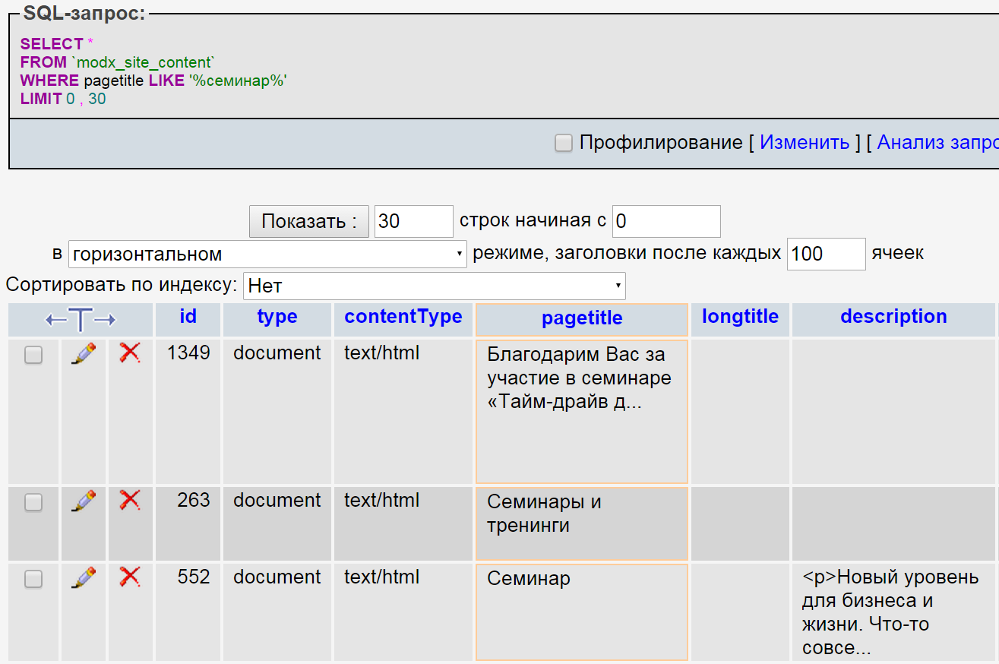 SQL-запрос:
SELECT *
FROM `modx_site_content`
WHERE pagetitle LIKE '%семинар%'
LIMIT 0 , 30
Профилирование [ Изменить ] [ Анализ запро
Показать : 30 строк начиная с 0
в горизонтальном режиме, заголовки после каждых 100 ячеек
Сортировать по индексу: Нет
←T→ id type contentType pagetitle longtitle description
1349 document text/html Благодарим Вас за
участие в семинаре
«Тайм-драйв д...
263 document text/html Семинары и
тренинги
552 document text/html Семинар <p>Новый уровень
для бизнеса и
жизни. Что-то
совсе...